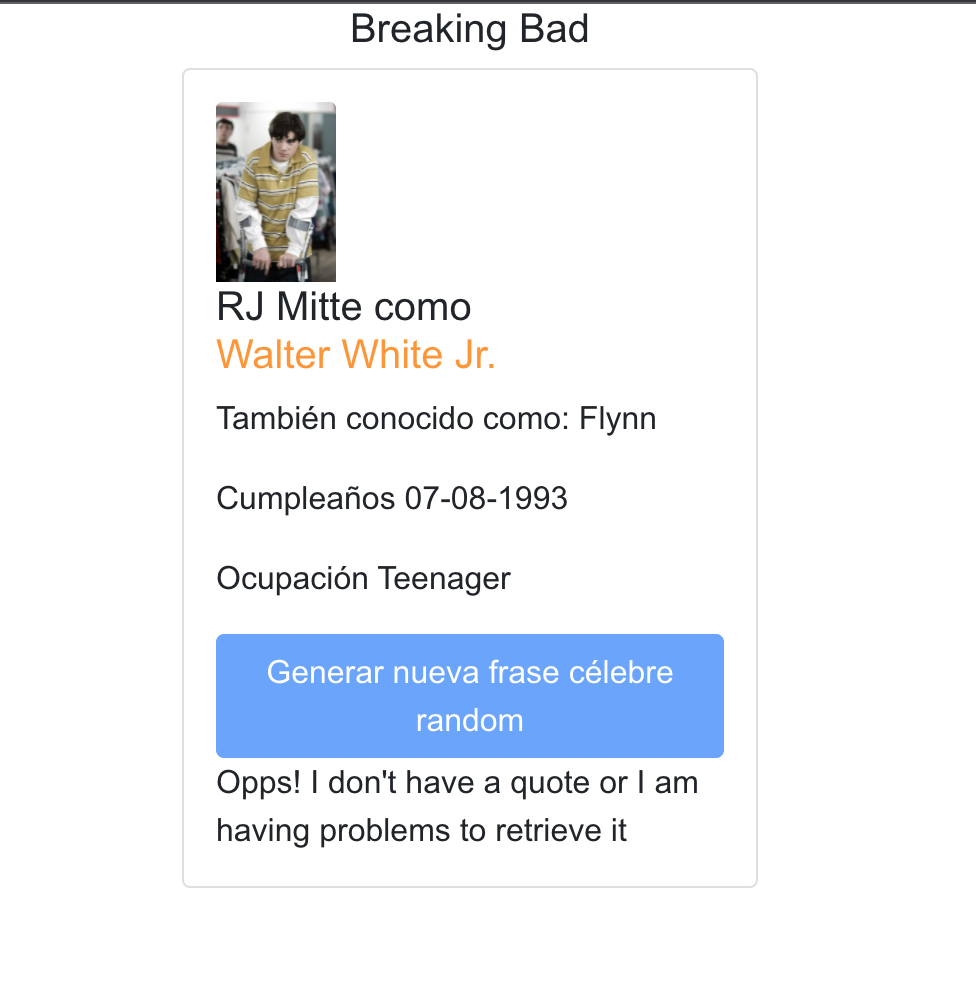 Breaking Bad
RJ Mitte como
Walter White Jr.
También conocido como: Flynn
Cumpleaños 07-08-1993
Ocupación Teenager
Generar nueva frase célebre
random
Opps! I don't have a quote or I am
having problems to retrieve it